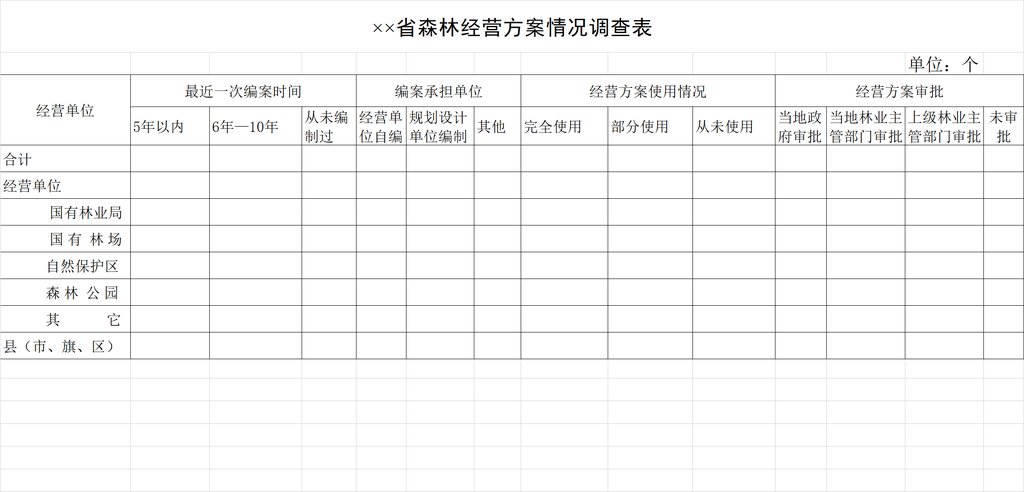 ××省森林经营方案情况调查表
单位：个
经营单位 最近一次编案时间 编案承担单位 经营方案使用情况 经营方案审批
5年以内 6年—10年 从未编制过 经营单位自编 规划设计单位编制 其他 完全使用 部分使用 从未使用 当地政府审批 当地林业主管部门审批 上级林业主管部门审批 未审批
合计
经营单位
国有林业局
国有林场
自然保护区
森林公园
其它
县（市、旗、区）